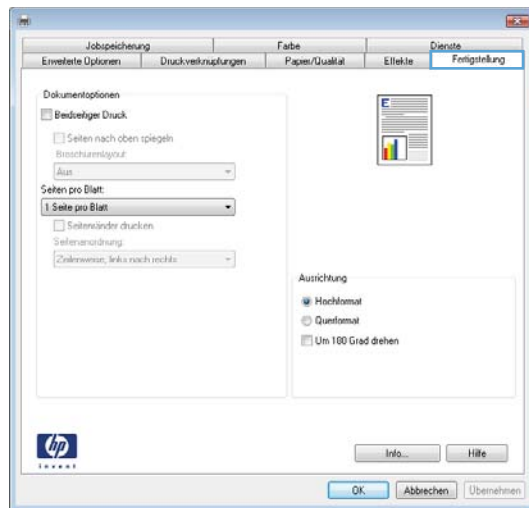 Jobspeicherung Farbe Dienste
Erweiterte Optionen Druckverknüpfungen Papier/Qualität Effekte Fertigstellung
Dokumentoptionen
Beidseitiger Druck
Seiten nach oben spiegeln
Broschürenlayout:
Aus
Seiten pro Blatt:
1 Seite pro Blatt
Seitenränder drucken
Seitenanordnung:
Zeilenweise, links nach rechts
E
Ausrichtung
Hochformat
Querformat
Um 180 Grad drehen
hp
invent
Info... Hilfe
OK Abbrechen Übernehmen